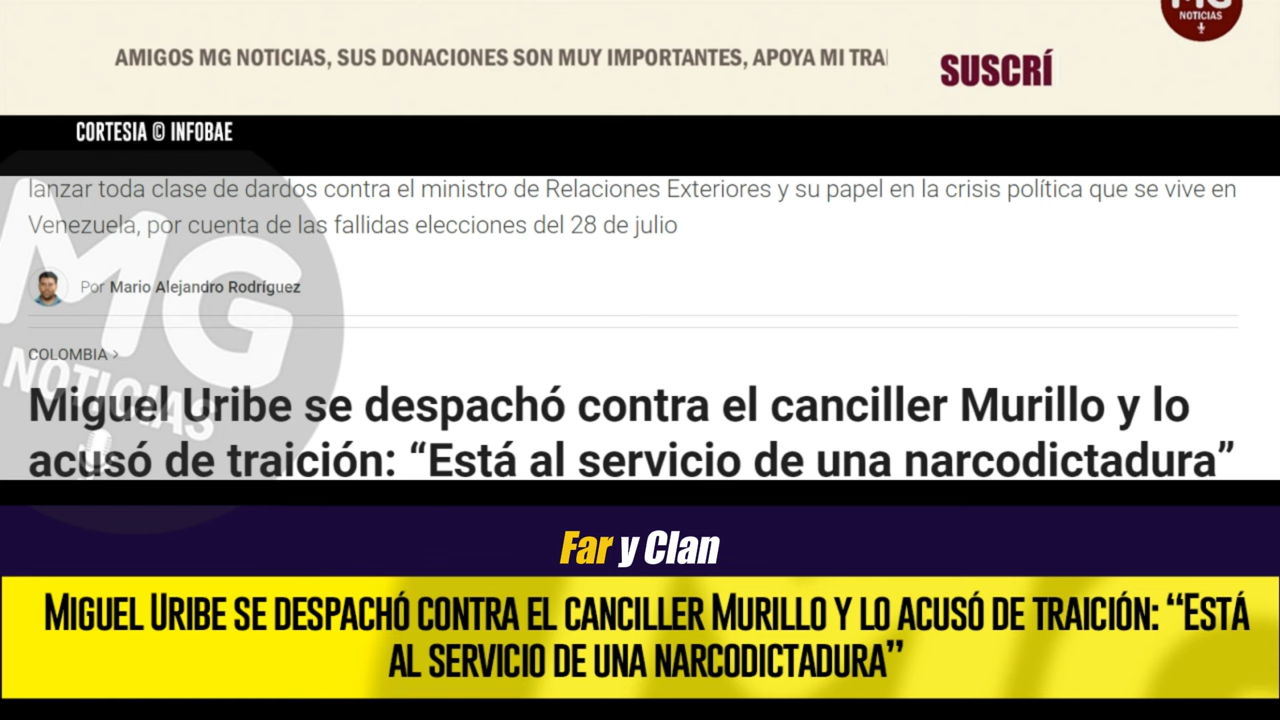 MG
NOTICIAS
AMIGOS MG NOTICIAS, SUS DONACIONES SON MUY IMPORTANTES, APOYA MI TRA
SUSCRÍ
CORTESIA © INFOBAE
lanzar toda clase de dardos contra el ministro de Relaciones Exteriores y su papel en la crisis política que se vive en
Venezuela, por cuenta de las fallidas elecciones del 28 de julio
MG
NOTICIAS
Por Mario Alejandro Rodríguez
COLOMBIA >
Miguel Uribe se despachó contra el canciller Murillo y lo
acusó de traición: “Está al servicio de una narcodictadura”
Far y Clan
MIGUEL URIBE SE DESPACHÓ CONTRA EL CANCILLER MURILLO Y LO ACUSÓ DE TRAICIÓN: “ESTÁ
AL SERVICIO DE UNA NARCODICTADURA”